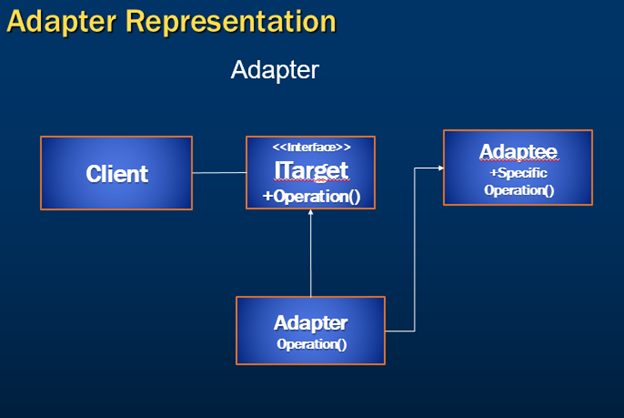 Adapter Representation
Adapter
Client
<<Interface>>
ITarget
+Operation()
Adaptee
+Specific
Operation()
Adapter
Operation()